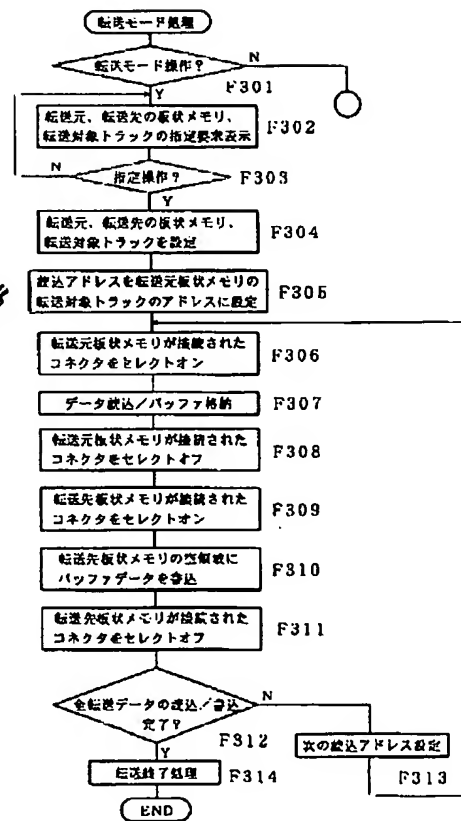 転送モード処理
転送モード操作?
N
F301
Y
転送元、転送先の板状メモリ、
転送対象トラックの指定要求表示
F302
N
指定操作?
F303
Y
転送元、転送先の板状メモリ、
転送対象トラックを設定
F304
読込アドレスを転送元板状メモリの
転送対象トラックのアドレスに設定
F305
転送元板状メモリが接続された
コネクタをセレクトオン
F306
データ読込/バッファ格納
F307
転送元板状メモリが接続された
コネクタをセレクトオフ
F308
転送先板状メモリが接続された
コネクタをセレクトオン
F309
転送先板状メモリの空領域に
バッファデータを書込
F310
転送先板状メモリが接続された
コネクタをセレクトオフ
F311
全転送データの読込/書込
完了?
N
F312
Y
次の読込アドレス設定
F313
転送終了処理
F314
END